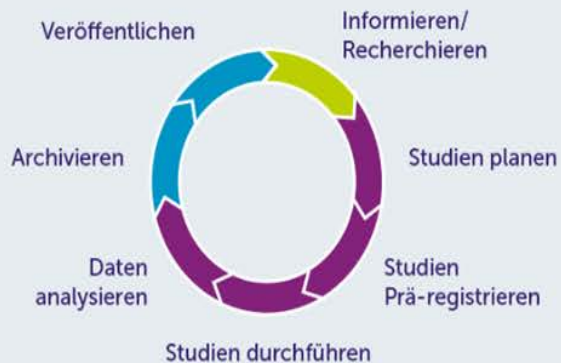 Veröffentlichen
Informieren/
Recherchieren
Archivieren
Studien planen
Daten
analysieren
Studien
Prä-registrieren
Studien durchführen